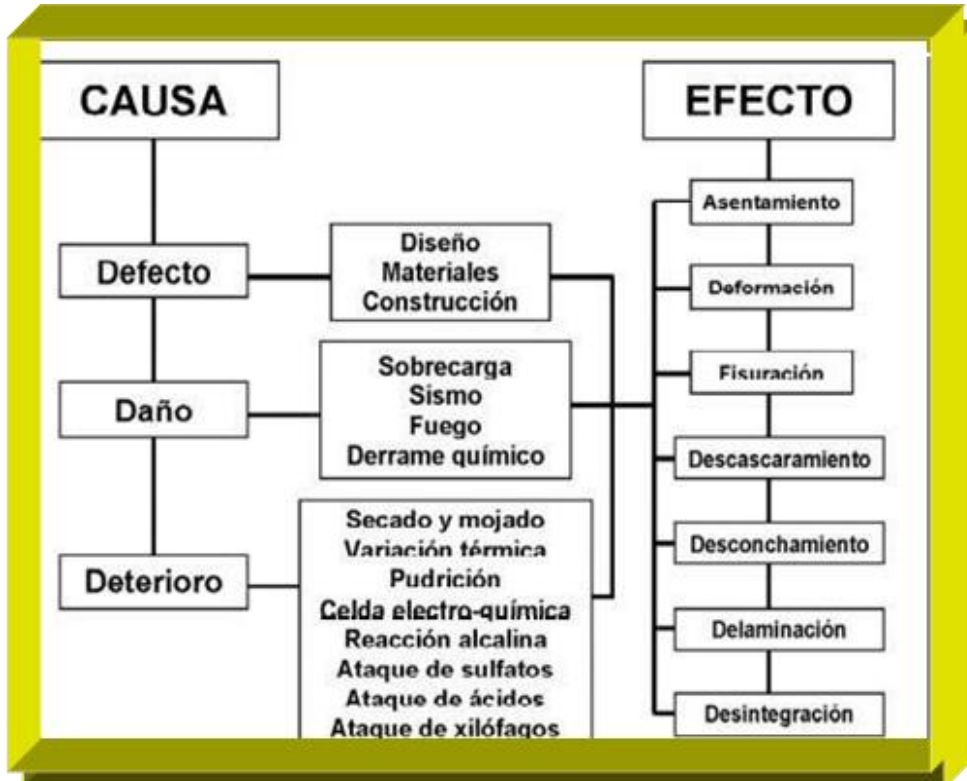 CAUSA
EFECTO
Defecto
Diseño
Materiales
Construcción
Daño
Sobrecarga
Sismo
Fuego
Derrame químico
Deterioro
Secado y mojado
Variación térmica
Pudrición
Celda electro-química
Reacción alcalina
Ataque de sulfatos
Ataque de ácidos
Ataque de xilófagos
Asentamiento
Deformación
Fisuración
Descascaramiento
Desconchamiento
Delaminación
Desintegración